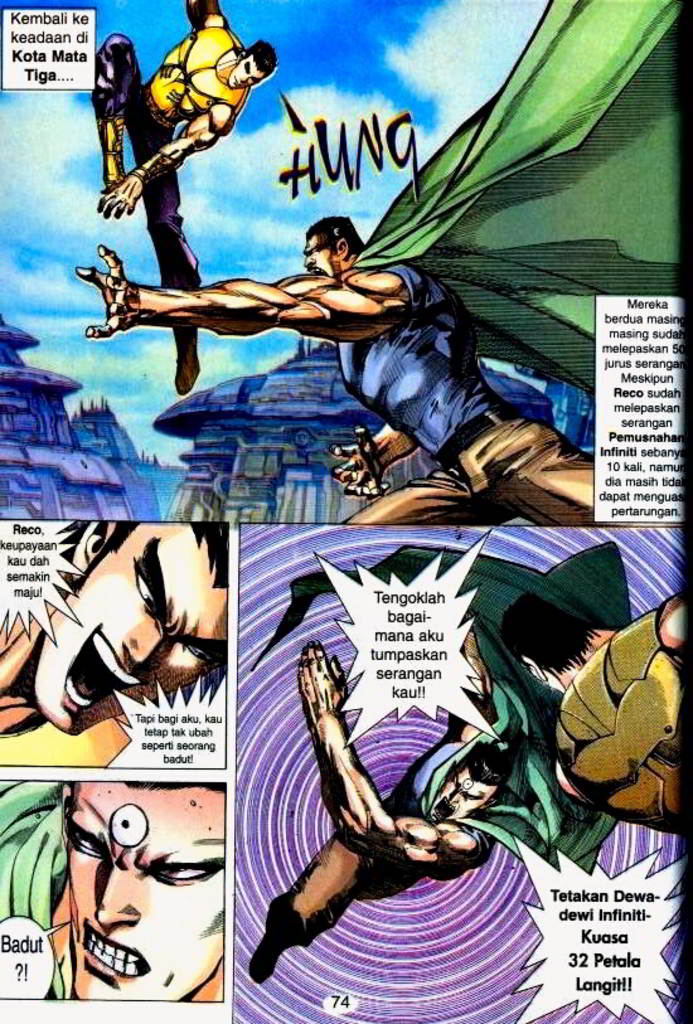 Kembali ke
keadaan di
Kota Mata
Tiga....
HUNG
Mereka
berdua masing
masing sudah
melepaskan 50
jurus serangan
Meskipun
Reco sudah
melepaskan
serangan
Pemusnahan
Infiniti sebanya
10 kali, namun
dia masih tidak
dapat menguas
pertarungan.
Reco,
keupayaan
kau dah
semakin
maju!
Tapi bagi aku, kau
tetap tak ubah
seperti seorang
badut!
Badut
?!
Tengoklah
bagai-
mana aku
tumpaskan
serangan
kau!!
Tetakan Dewa-
dewi Infiniti-
Kuasa
32 Petala
Langit!!
74